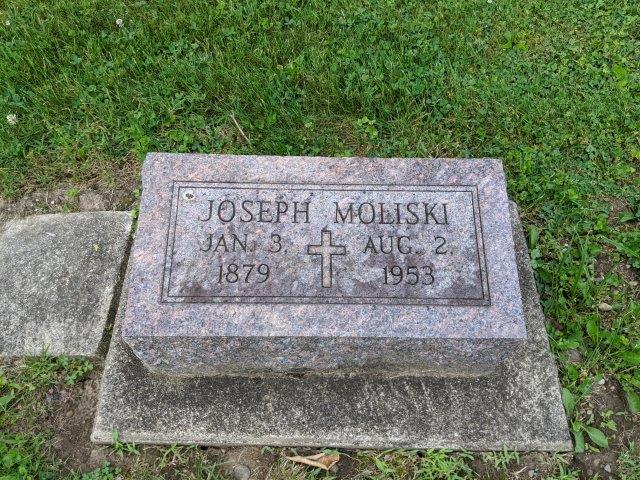 JOSEPH MOLISKI
JAN. 3, AUG. 2,
1879 1953